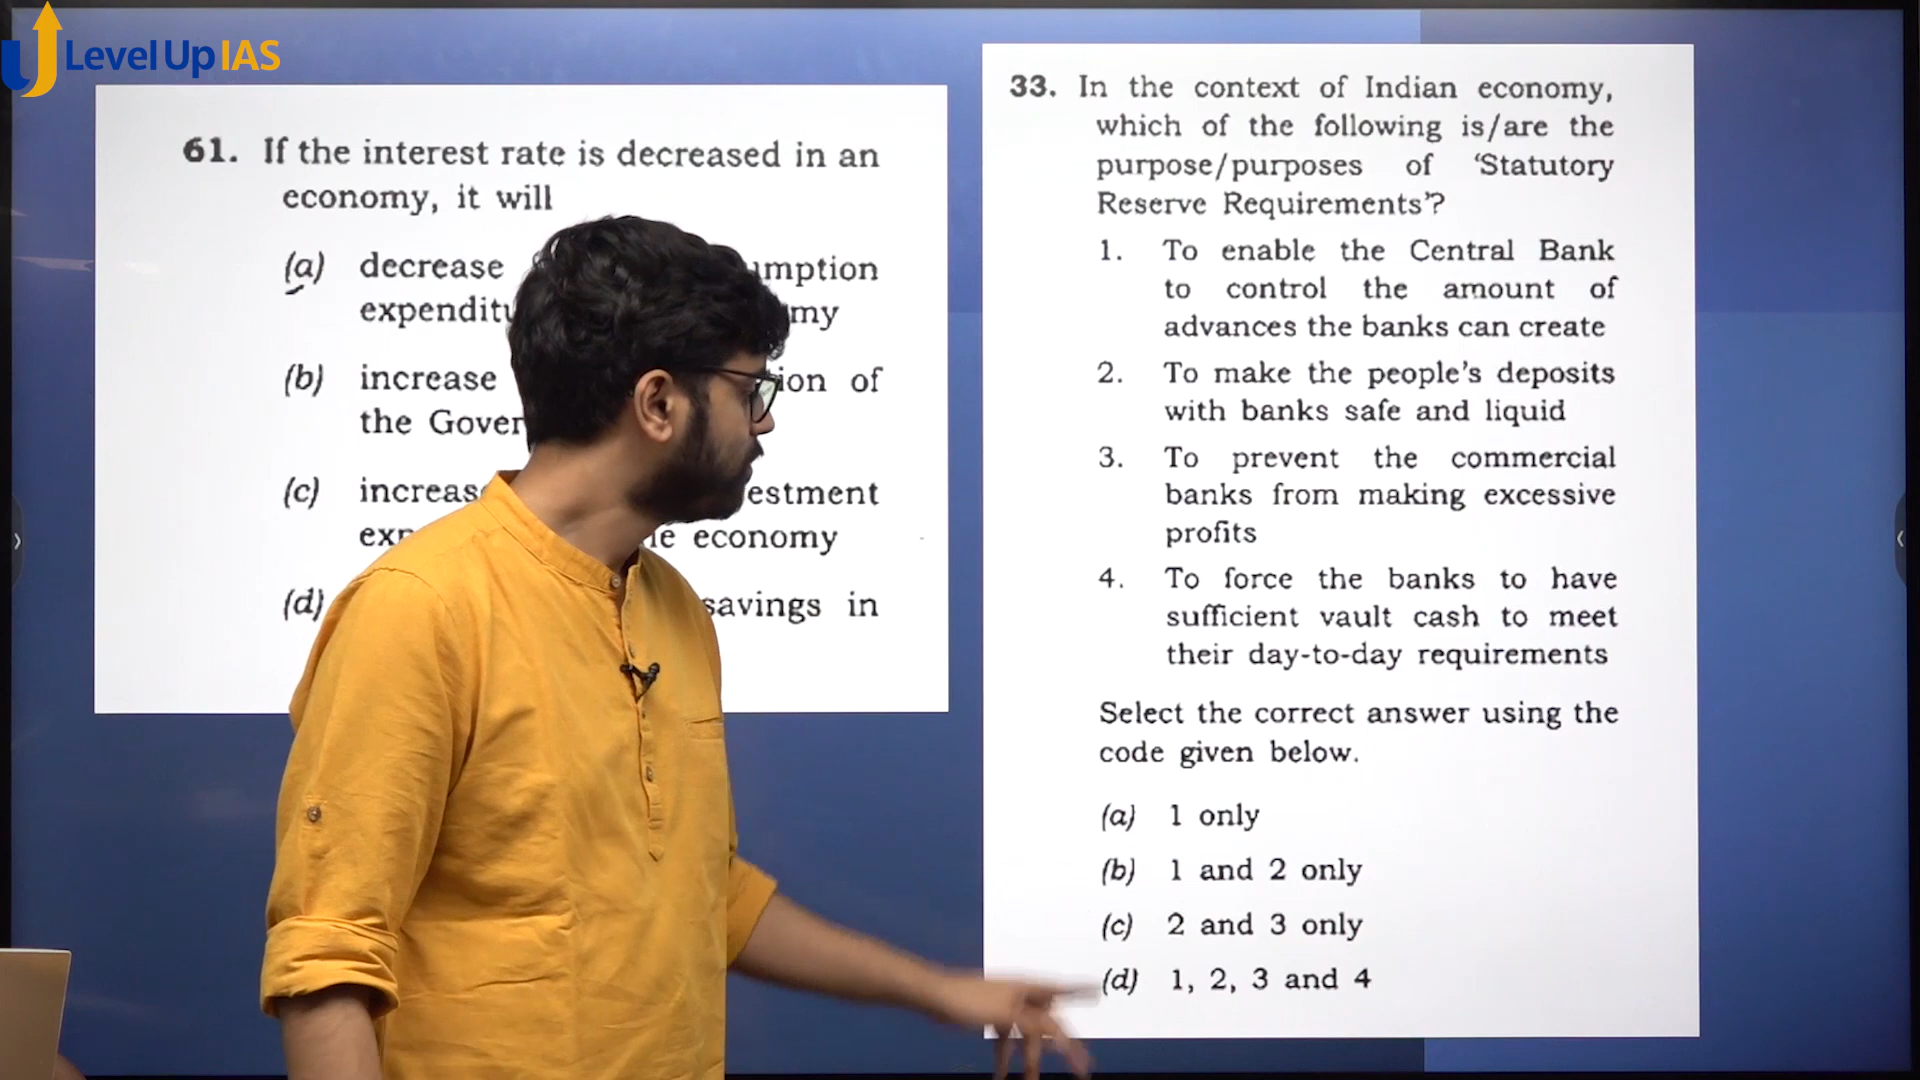 Level Up IAS
61. If the interest rate is decreased in an
economy, it will
(a) decrease umption
expenditu my
(b) increase ion of
the Gover
(c) increas estment
exp economy
(d) savings in
33. In the context of Indian economy,
which of the following is/are the
purpose/purposes of ‘Statutory
Reserve Requirements’?
1. To enable the Central Bank
to control the amount of
advances the banks can create
2. To make the people’s deposits
with banks safe and liquid
3. To prevent the commercial
banks from making excessive
profits
4. To force the banks to have
sufficient vault cash to meet
their day-to-day requirements
Select the correct answer using the
code given below.
(a) 1 only
(b) 1 and 2 only
(c) 2 and 3 only
(d) 1, 2, 3 and 4